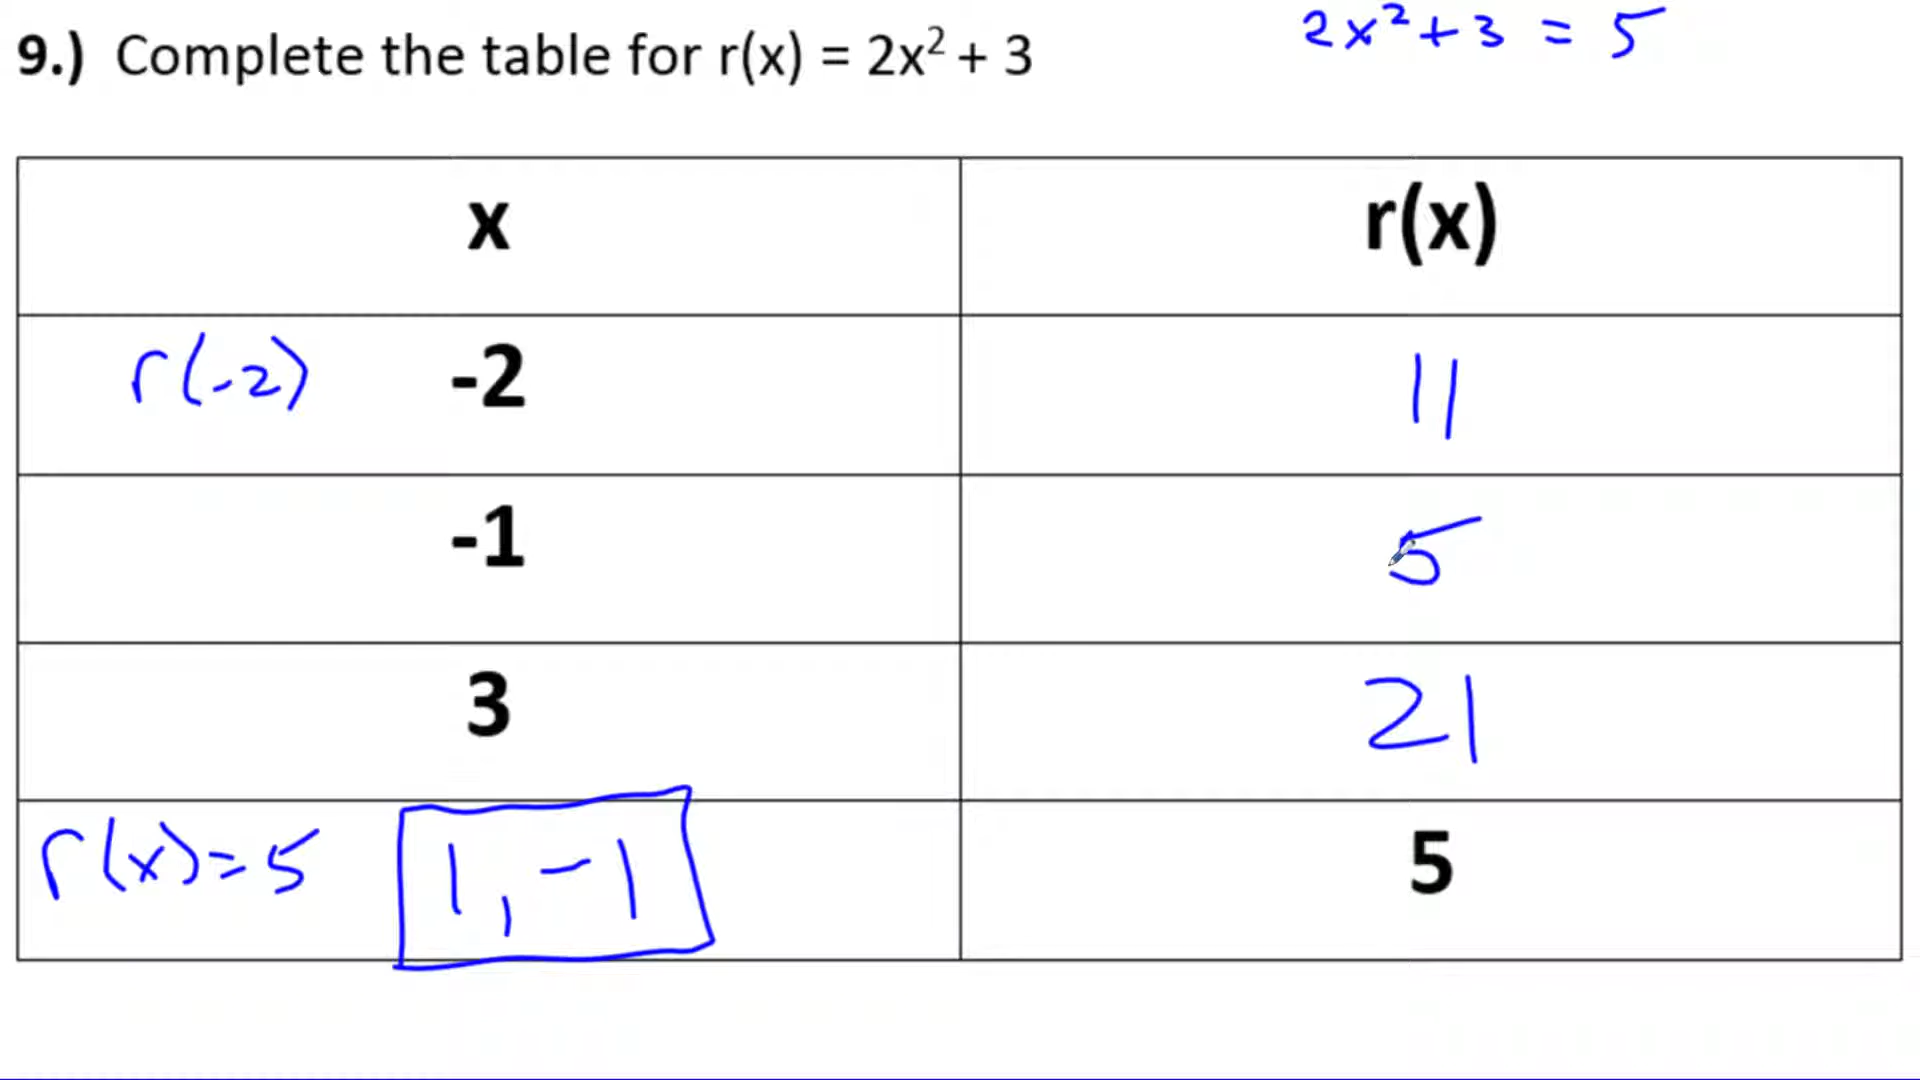 9.) Complete the table for r(x) = 2x² + 3
2x² + 3 = 5
x r(x)
r(-2) -2 11
-1 5
3 21
r(x) = 5 1, -1 5